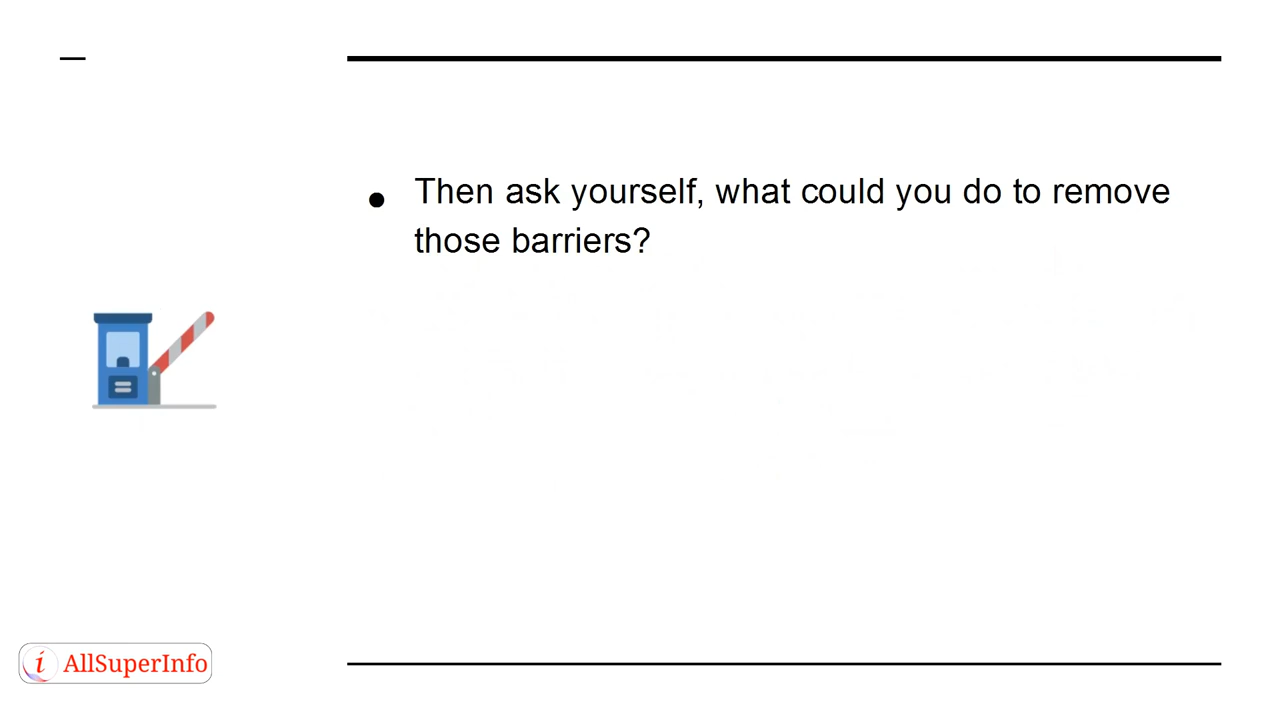 Then ask yourself, what could you do to remove
those barriers?
i AllSuperInfo